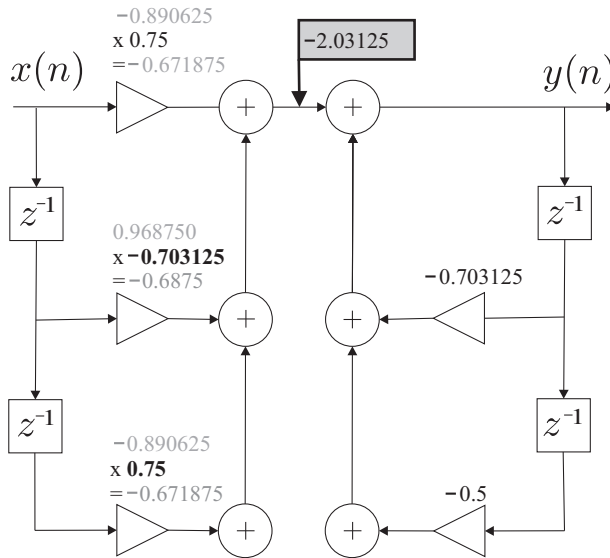 −0.890625
x 0.75
=−0.671875
−2.03125
x(n)
y(n)
+
+
z⁻¹
z⁻¹
0.968750
x −0.703125
=−0.6875
−0.703125
+
+
z⁻¹
z⁻¹
−0.890625
x 0.75
=−0.671875
−0.5
+
+